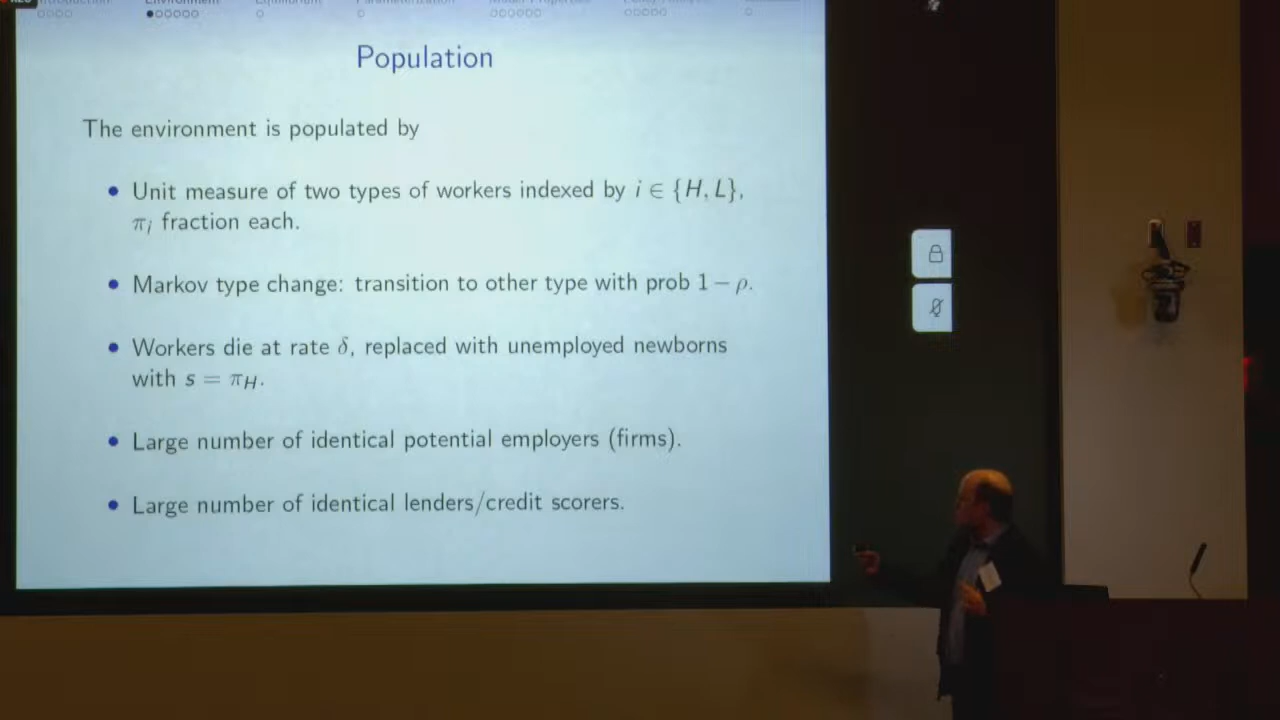 Population
The environment is populated by
• Unit measure of two types of workers indexed by i ∈ {H, L},
π_i fraction each.
• Markov type change: transition to other type with prob 1 − ρ.
• Workers die at rate δ, replaced with unemployed newborns
with s = π_H.
• Large number of identical potential employers (firms).
• Large number of identical lenders/credit scorers.